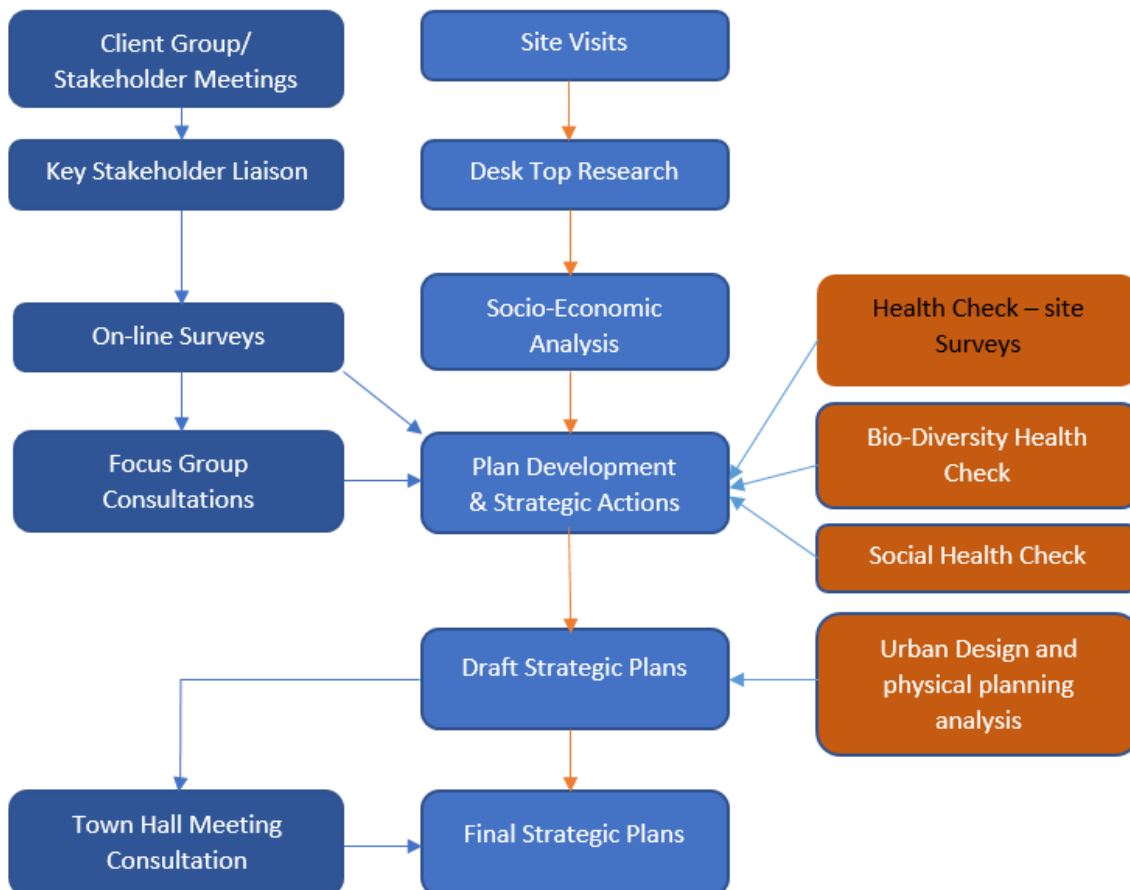 Client Group/
Stakeholder Meetings
Site Visits
Key Stakeholder Liaison
Desk Top Research
On-line Surveys
Socio-Economic
Analysis
Health Check – site
Surveys
Focus Group
Consultations
Plan Development
& Strategic Actions
Bio-Diversity Health
Check
Social Health Check
Draft Strategic Plans
Urban Design and
physical planning
analysis
Town Hall Meeting
Consultation
Final Strategic Plans